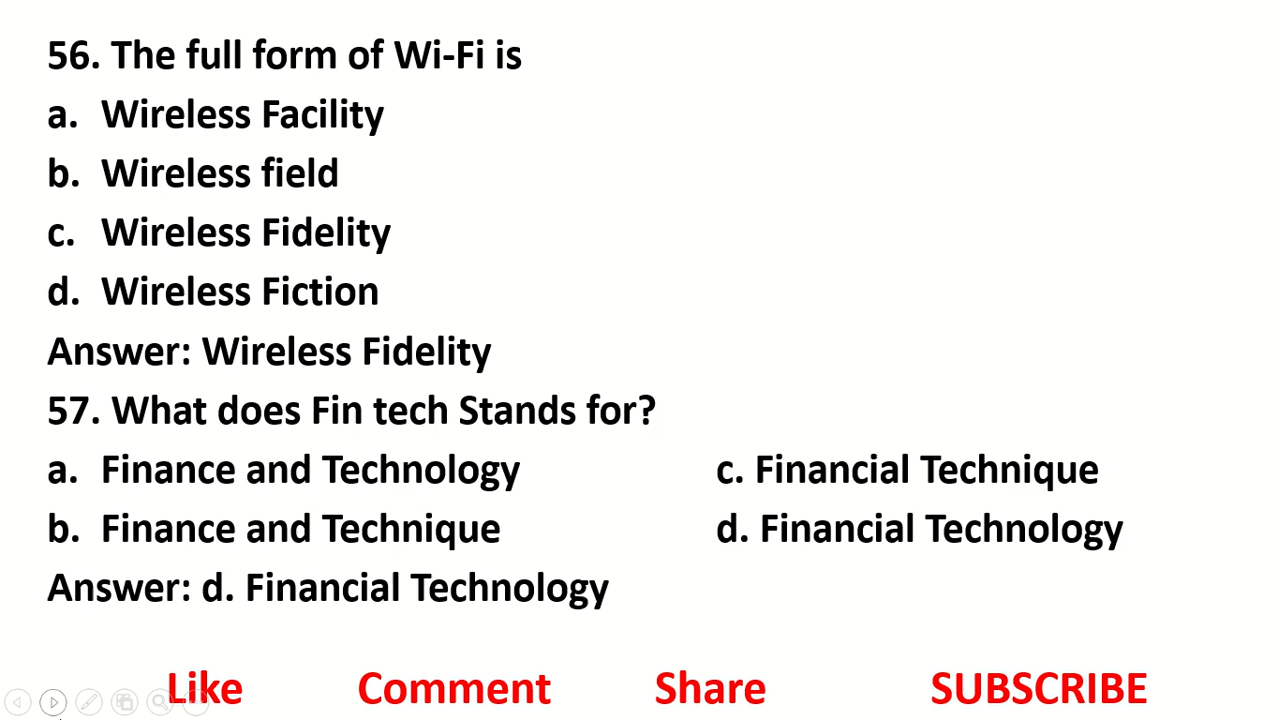 56. The full form of Wi-Fi is
a. Wireless Facility
b. Wireless field
c. Wireless Fidelity
d. Wireless Fiction
Answer: Wireless Fidelity
57. What does Fin tech Stands for?
a. Finance and Technology c. Financial Technique
b. Finance and Technique d. Financial Technology
Answer: d. Financial Technology
Like Comment Share SUBSCRIBE